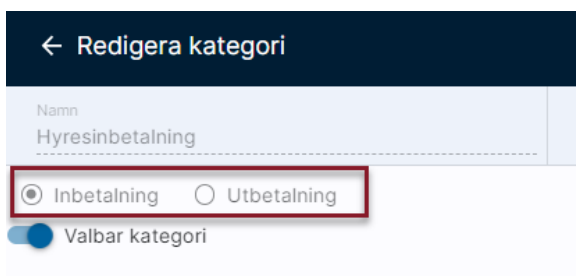 ← Redigera kategori
Namn
Hyresinbetalning
Inbetalning Utbetalning
Valbar kategori